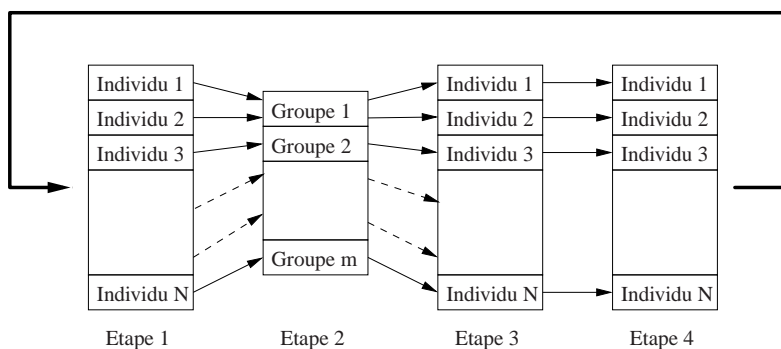 Individu 1
Individu 2
Individu 3
Individu N
Etape 1
Groupe 1
Groupe 2
Groupe m
Etape 2
Individu 1
Individu 2
Individu 3
Individu N
Etape 3
Individu 1
Individu 2
Individu 3
Individu N
Etape 4